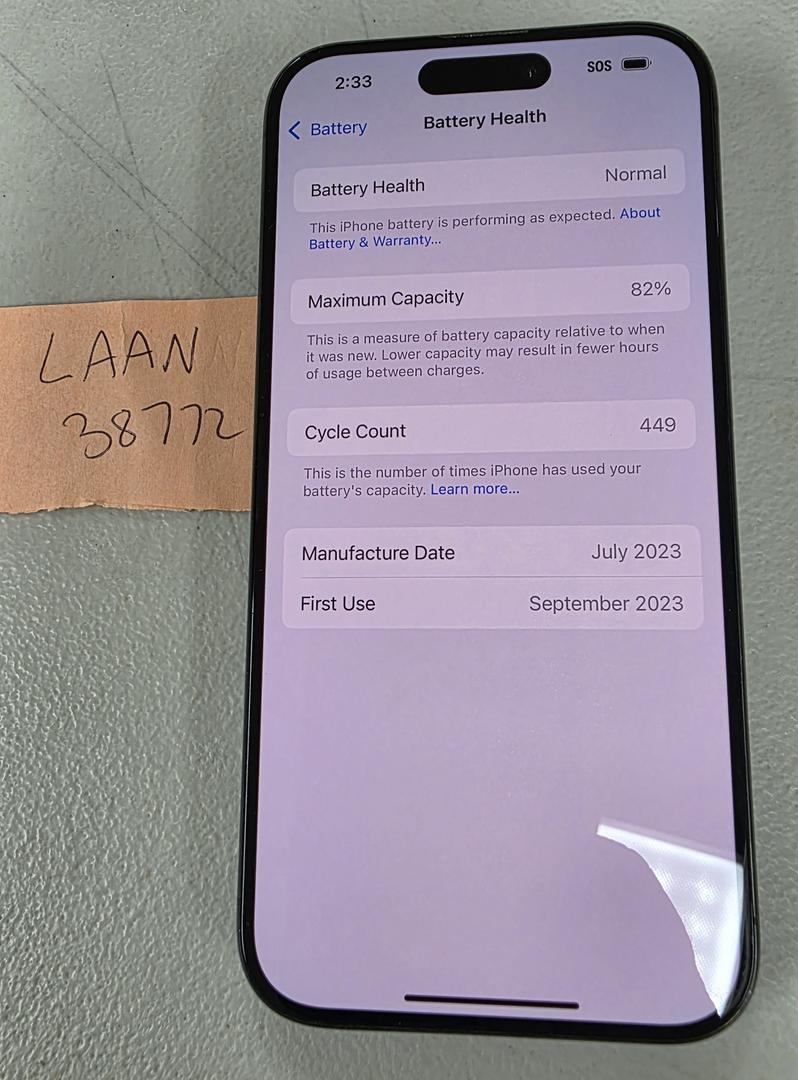 2:33
SOS
Battery
Battery Health
Battery Health
Normal
This iPhone battery is performing as expected. About
Battery & Warranty...
Maximum Capacity
82%
This is a measure of battery capacity relative to when
it was new. Lower capacity may result in fewer hours
of usage between charges.
Cycle Count
449
This is the number of times iPhone has used your
battery's capacity. Learn more...
Manufacture Date
July 2023
First Use
September 2023
LAAN
38772